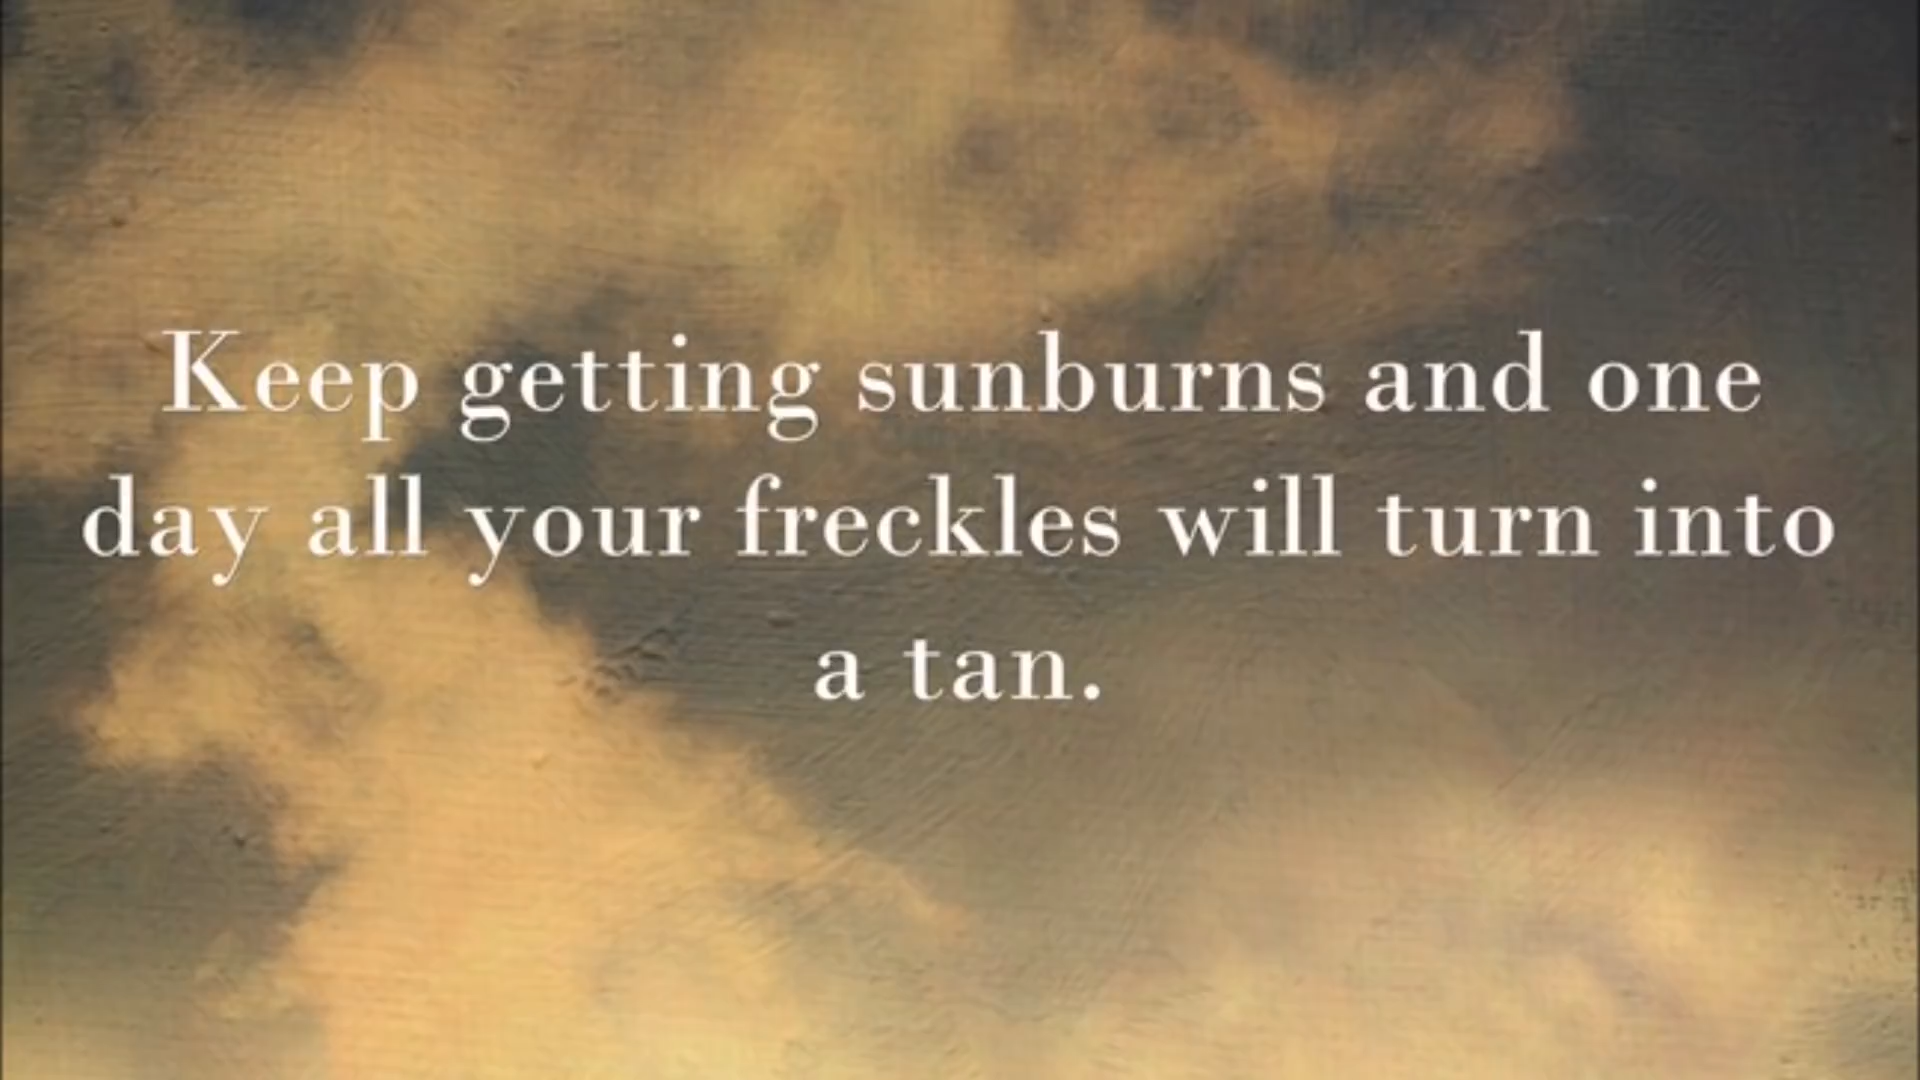 Keep getting sunburns and one
day all your freckles will turn into
a tan.